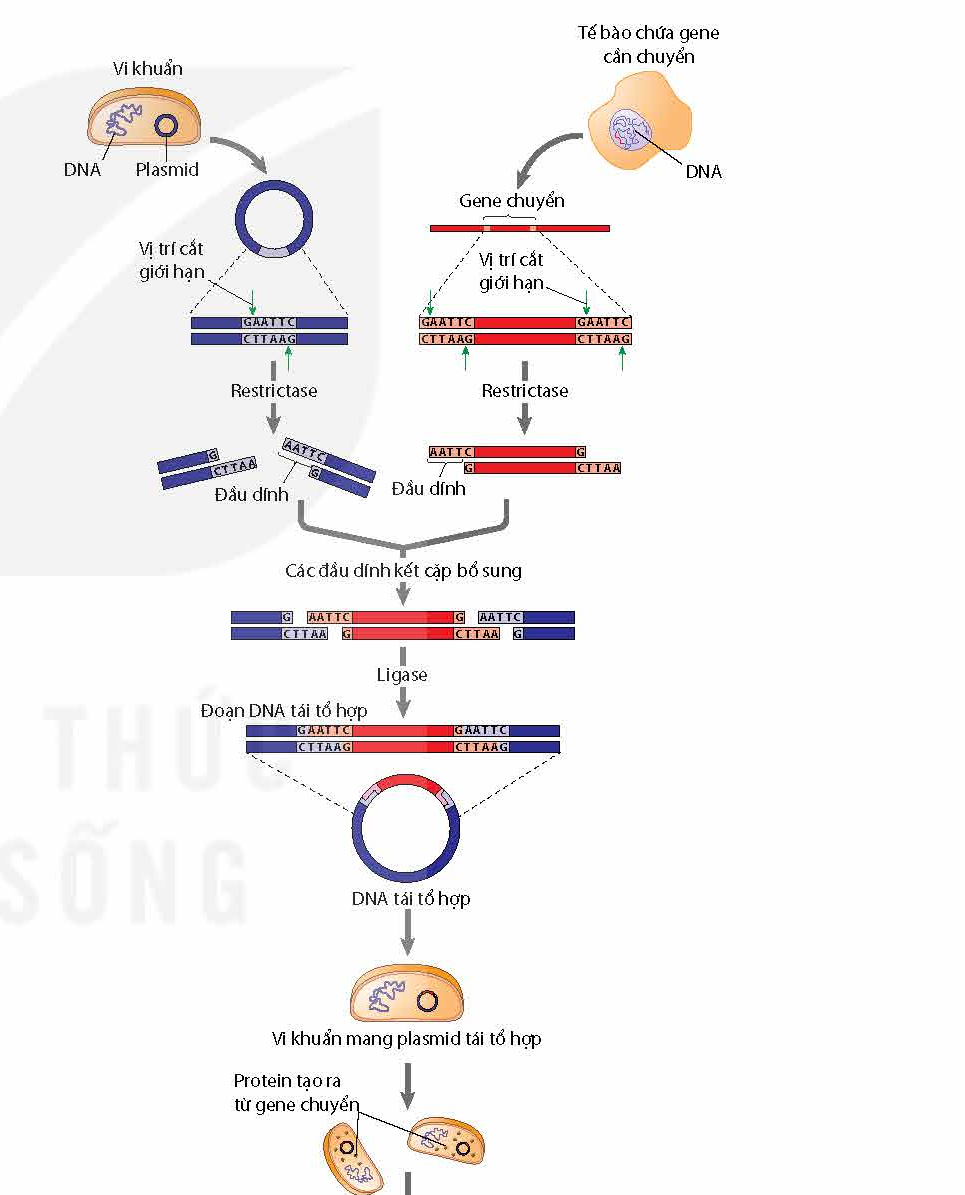 Tế bào chứa gene
cần chuyển
Vi khuẩn
DNA
Plasmid
DNA
Gene chuyển
Vị trí cắt
giới hạn
Vị trí cắt
giới hạn
GAATTC
CTTAAG
GAATTC
GAATTC
CTTAAG
CTTAAG
Restrictase
Restrictase
G
CTTAA
AATTC
G
Đầu dính
AATTC
G
G
CTTAA
Đầu dính
Các đầu dính kết cặp bổ sung
G
AATTC
G
AATTC
CTTAA
G
CTTAA
G
Ligase
Đoạn DNA tái tổ hợp
GAATTC
GAATTC
CTTAAG
CTTAAG
DNA tái tổ hợp
Vi khuẩn mang plasmid tái tổ hợp
Protein tạo ra
từ gene chuyển
THỨC
SỐNG